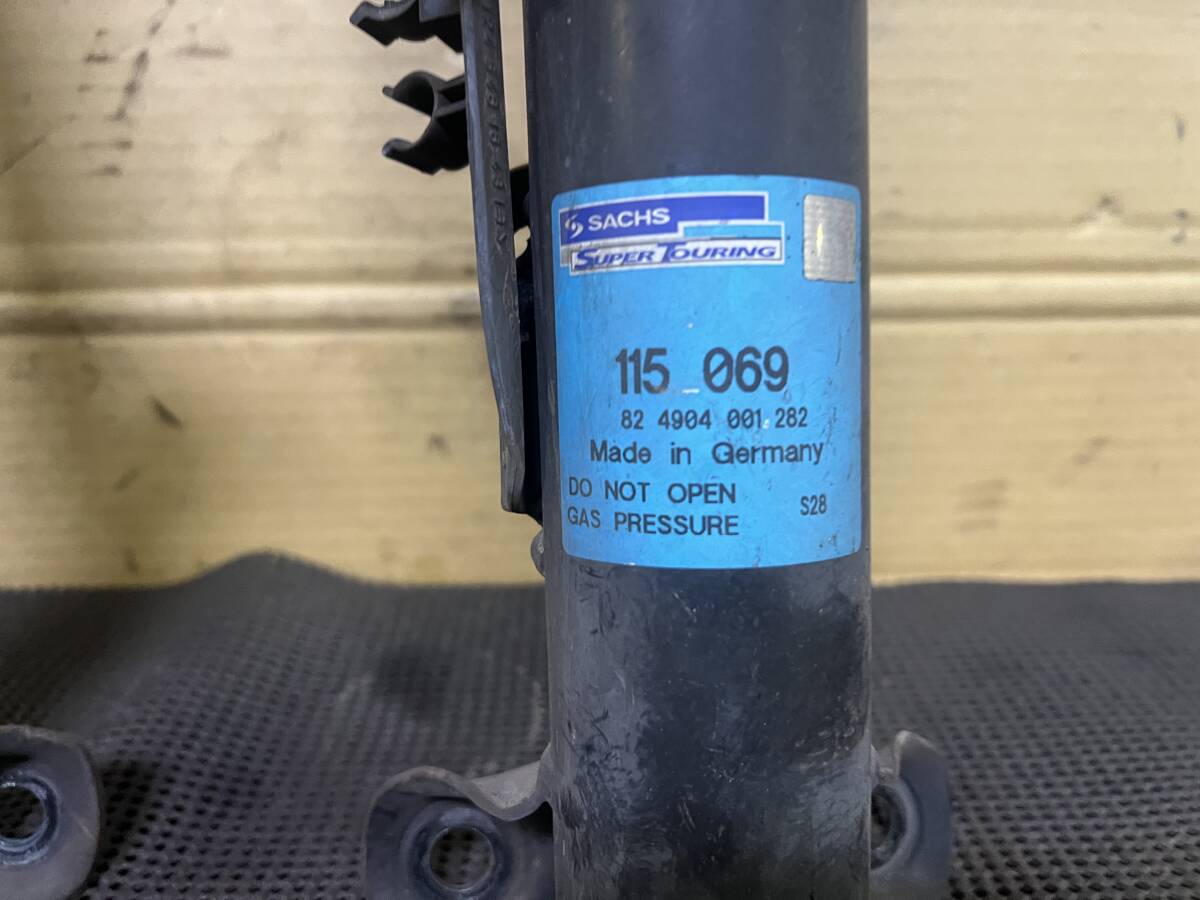 SACHS
SUPER TOURING
115 069
82 4904 001 282
Made in Germany
DO NOT OPEN
GAS PRESSURE
S28